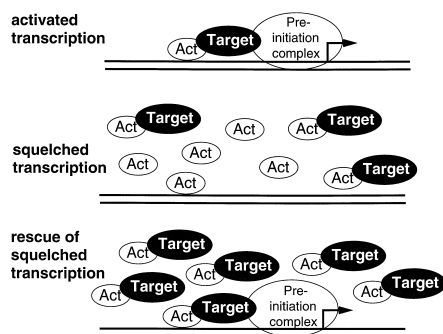 activated
transcription
Act
Target
Pre-
initiation
complex
squelched
transcription
Act
Target
Act
Act
Target
Act
Act
Act
Act
Target
Act
rescue of
squelched
transcription
Act
Target
Act
Target
Act
Target
Act
Target
Act
Target
Act
Target
Pre-
initiation
complex